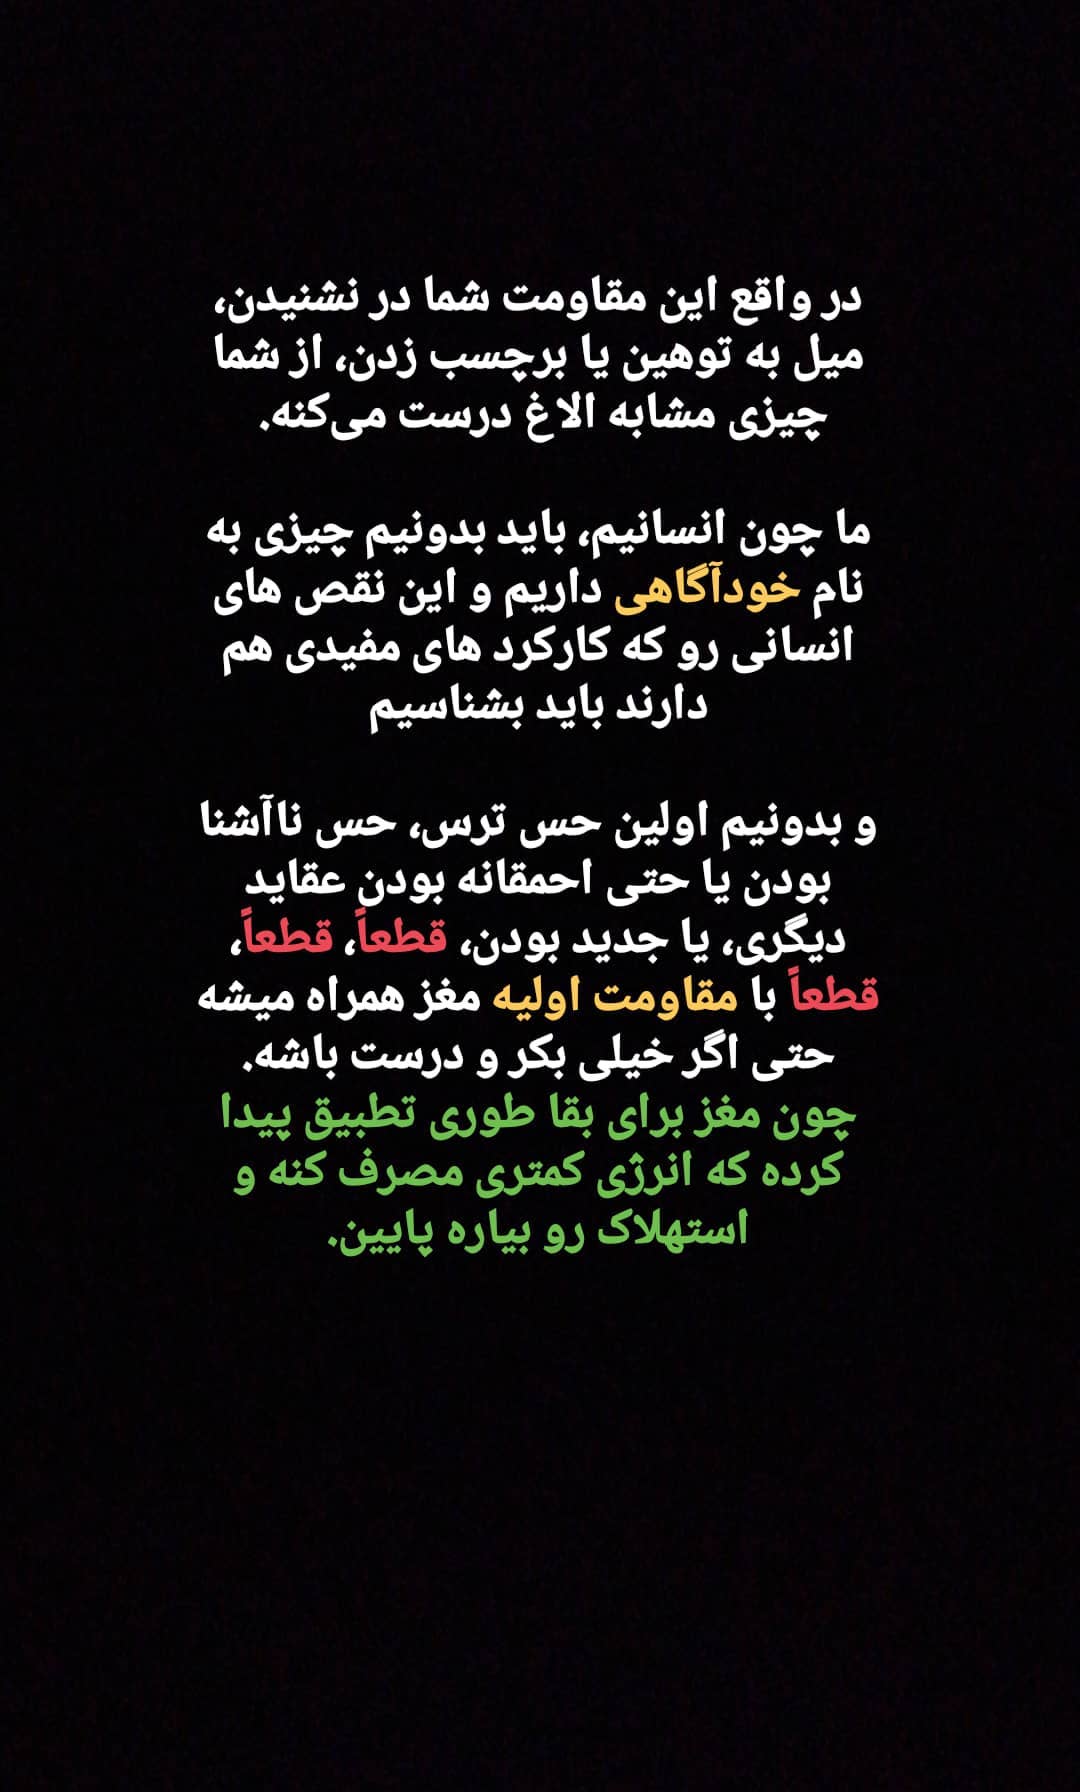 در واقع این مقاومت شما در نشنیدن،
میل به توهین یا برچسب زدن، از شما
چیزی مشابه الاغ درست می‌کنه.
ما چون انسانیم، باید بدونیم چیزی به
نام خودآگاهی داریم و این نقص های
انسانی رو که کارکرد های مفیدی هم
دارند باید بشناسیم
و بدونیم اولین حس ترس، حس ناآشنا
بودن یا حتی احمقانه بودن عقاید
دیگری، یا جدید بودن، قطعاً، قطعاً،
قطعاً با مقاومت اولیه مغز همراه میشه
حتی اگر خیلی بکر و درست باشه.
چون مغز برای بقا طوری تطبیق پیدا
کرده که انرژی کمتری مصرف کنه و
استهلاک رو بیاره پایین.